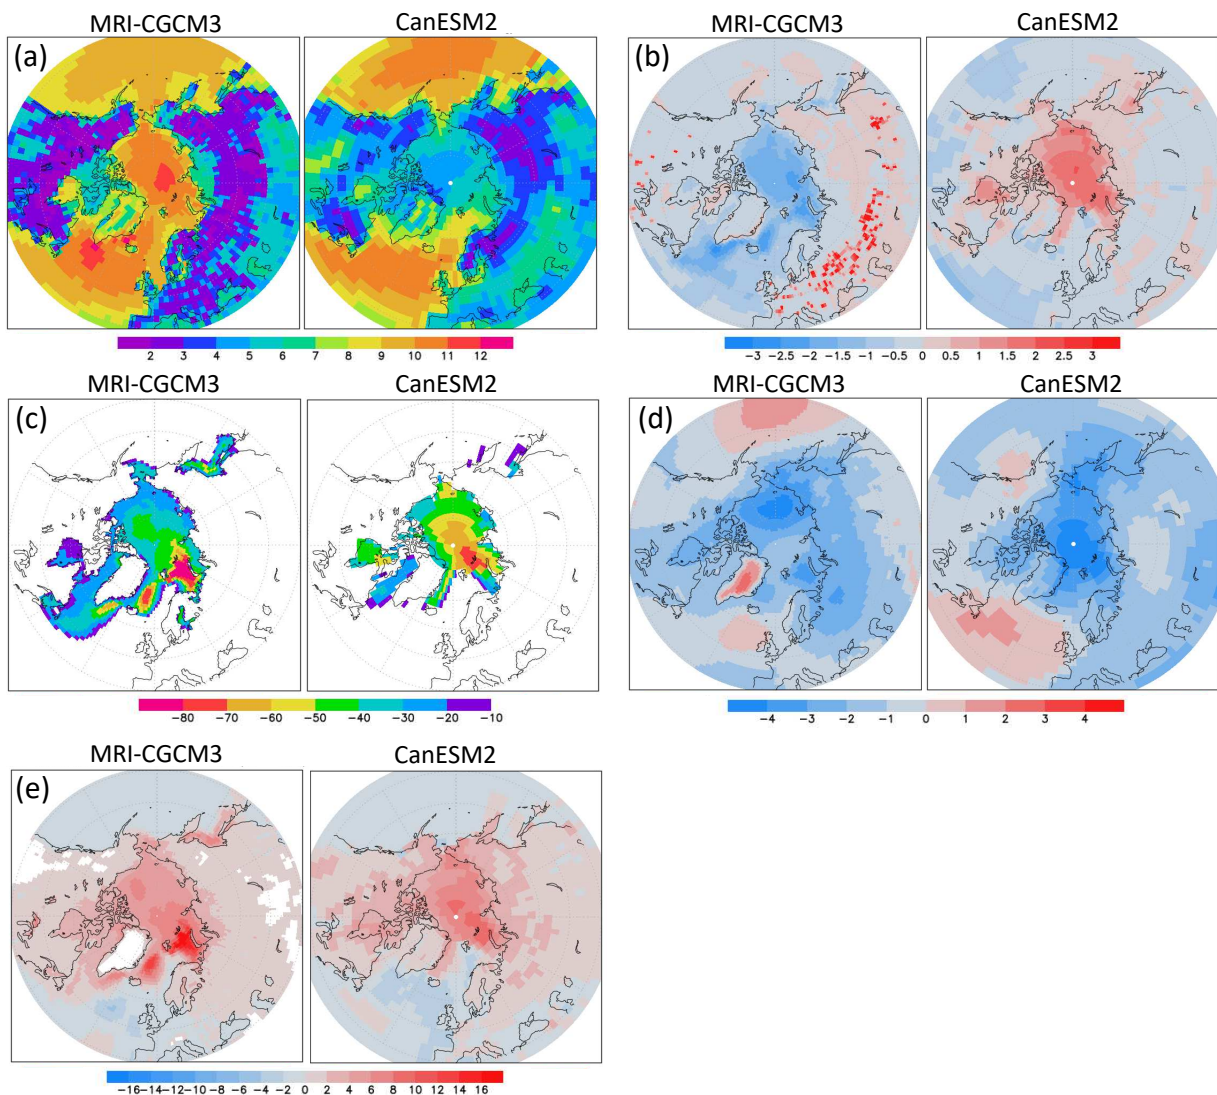 MRI-CGCM3 CanESM2 MRI-CGCM3 CanESM2
(a) (b)
2 3 4 5 6 7 8 9 10 11 12
−3 −2.5 −2 −1.5 −1 −0.5 0 0.5 1 1.5 2 2.5 3
MRI-CGCM3 CanESM2 MRI-CGCM3 CanESM2
(c) (d)
−80 −70 −60 −50 −40 −30 −20 −10
−4 −3 −2 −1 0 1 2 3 4
MRI-CGCM3 CanESM2
(e)
−16 −14 −12 −10 −8 −6 −4 −2 0 2 4 6 8 10 12 14 16